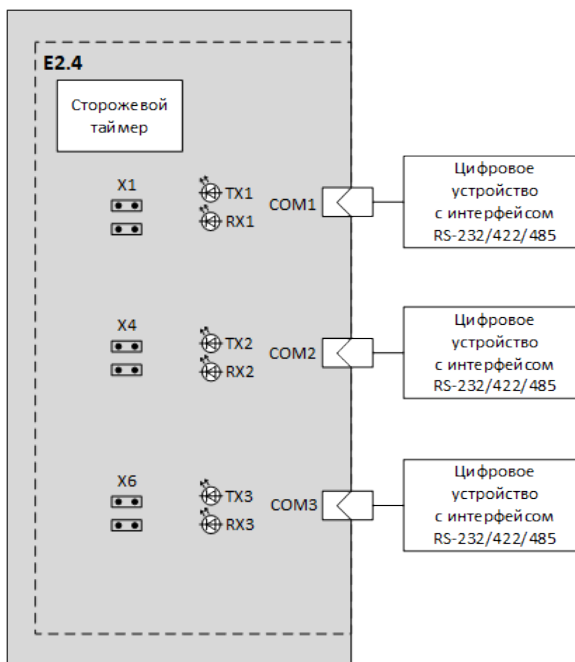 E2.4
Сторожевой
таймер
X1
TX1
RX1
COM1
Цифровое
устройство
с интерфейсом
RS-232/422/485
X4
TX2
RX2
COM2
Цифровое
устройство
с интерфейсом
RS-232/422/485
X6
TX3
RX3
COM3
Цифровое
устройство
с интерфейсом
RS-232/422/485